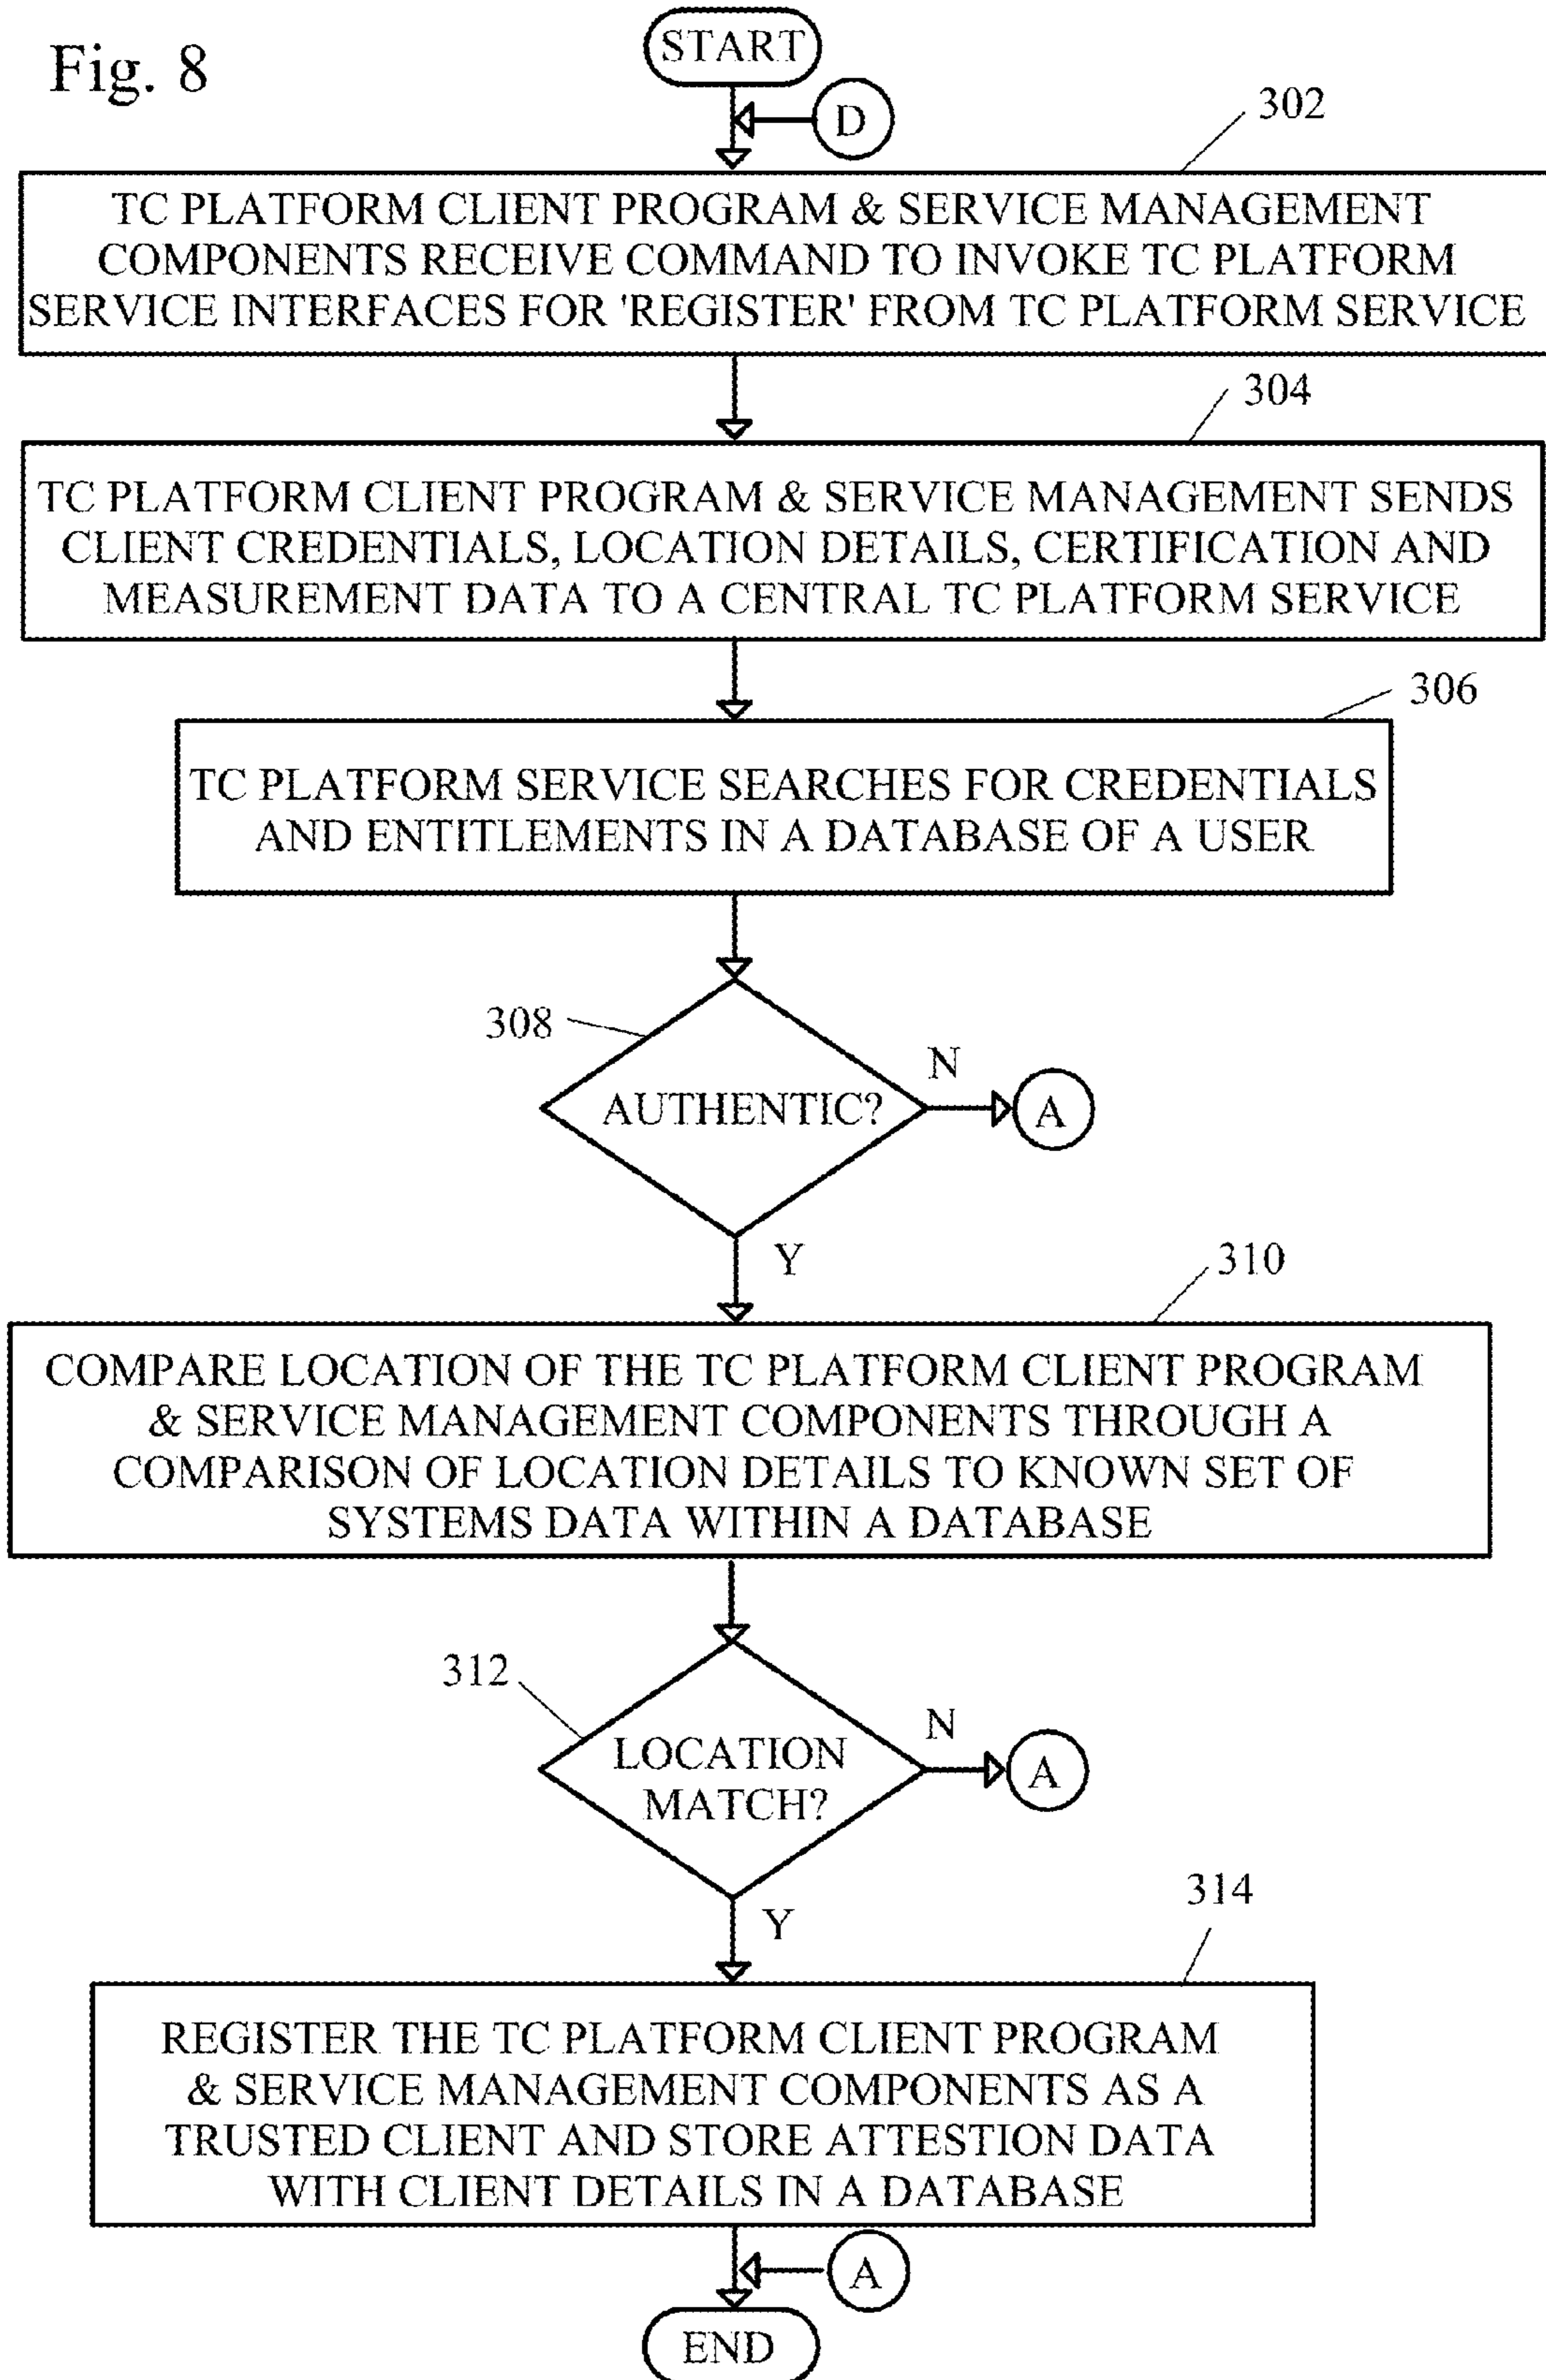 Fig. 8
START
D
302
TC PLATFORM CLIENT PROGRAM & SERVICE MANAGEMENT
COMPONENTS RECEIVE COMMAND TO INVOKE TC PLATFORM
SERVICE INTERFACES FOR 'REGISTER' FROM TC PLATFORM SERVICE
304
TC PLATFORM CLIENT PROGRAM & SERVICE MANAGEMENT SENDS
CLIENT CREDENTIALS, LOCATION DETAILS, CERTIFICATION AND
MEASUREMENT DATA TO A CENTRAL TC PLATFORM SERVICE
306
TC PLATFORM SERVICE SEARCHES FOR CREDENTIALS
AND ENTITLEMENTS IN A DATABASE OF A USER
308
AUTHENTIC?
N
A
Y
310
COMPARE LOCATION OF THE TC PLATFORM CLIENT PROGRAM
& SERVICE MANAGEMENT COMPONENTS THROUGH A
COMPARISON OF LOCATION DETAILS TO KNOWN SET OF
SYSTEMS DATA WITHIN A DATABASE
312
LOCATION
MATCH?
N
A
Y
314
REGISTER THE TC PLATFORM CLIENT PROGRAM
& SERVICE MANAGEMENT COMPONENTS AS A
TRUSTED CLIENT AND STORE ATTESTION DATA
WITH CLIENT DETAILS IN A DATABASE
A
END